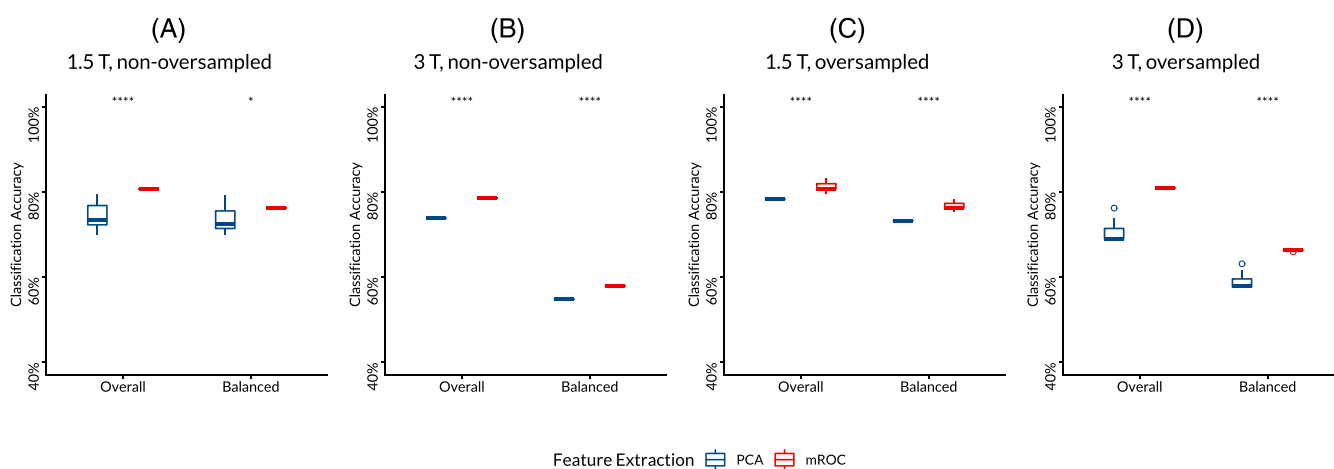 (A)
1.5 T, non-oversampled
Classification Accuracy
100%
80%
60%
40%
****
*
Overall
Balanced
(B)
3 T, non-oversampled
Classification Accuracy
100%
80%
60%
40%
****
****
Overall
Balanced
(C)
1.5 T, oversampled
Classification Accuracy
100%
80%
60%
40%
****
****
Overall
Balanced
(D)
3 T, oversampled
Classification Accuracy
100%
80%
60%
40%
****
****
Overall
Balanced
Feature Extraction PCA mROC